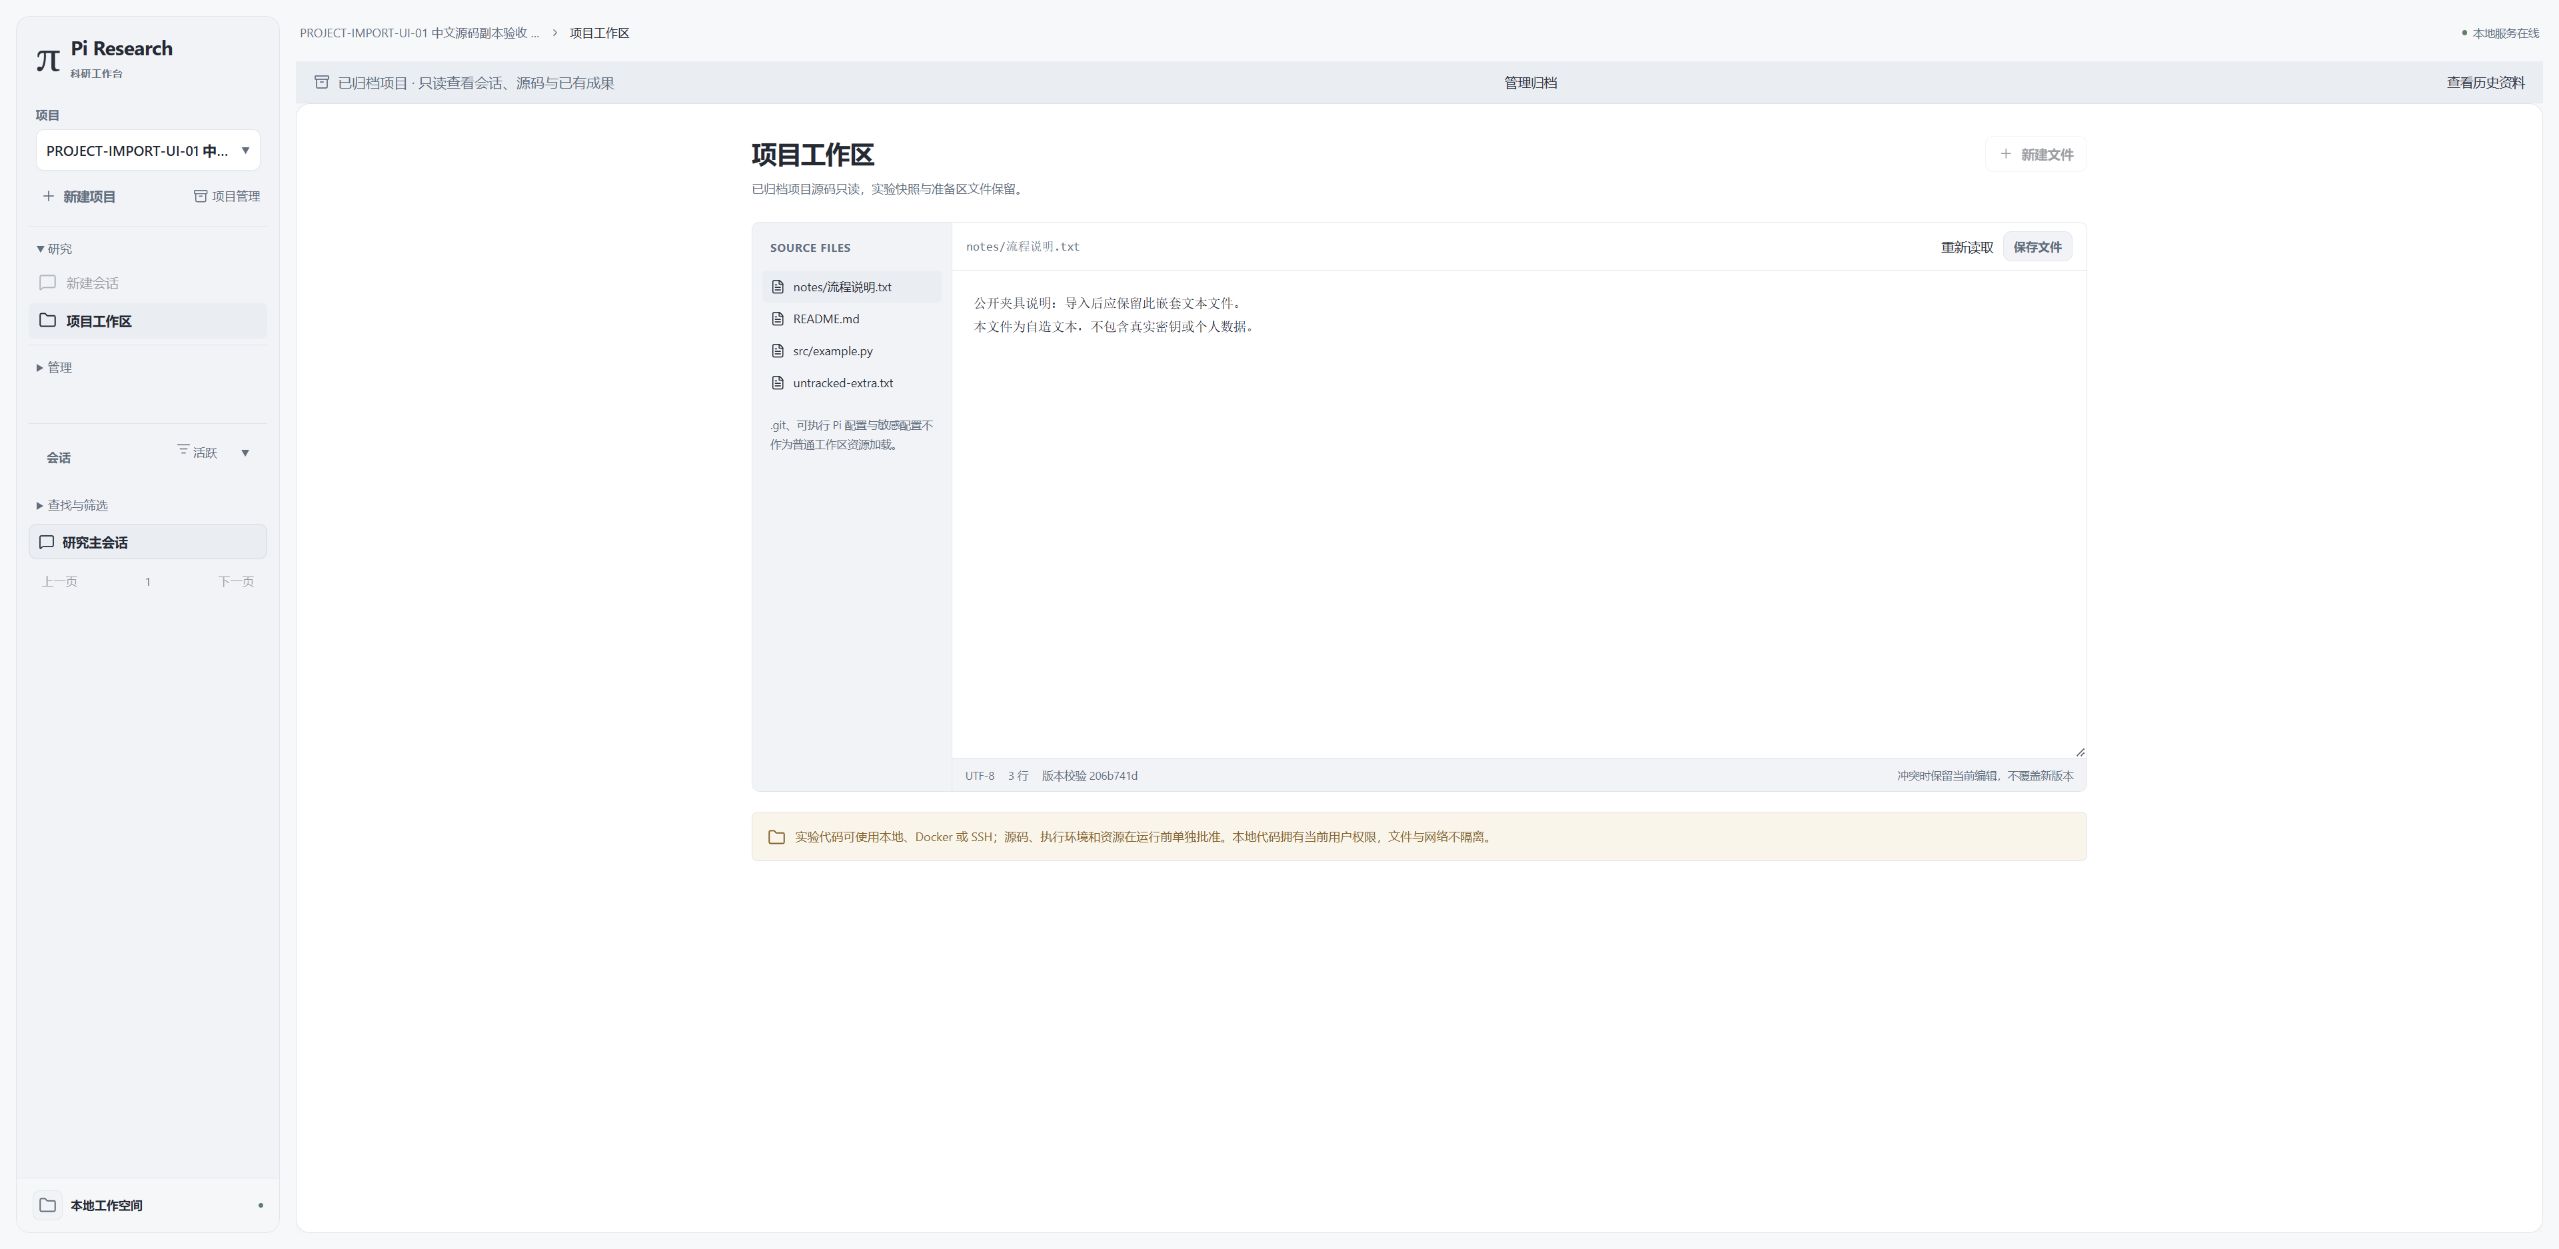 Pi Research
科研工作台
项目
PROJECT-IMPORT-UI-01 中...
新建项目
项目管理
研究
新建会话
项目工作区
管理
会话
活跃
查找与筛选
研究主会话
上一页
1
下一页
本地工作空间
PROJECT-IMPORT-UI-01 中文源码副本验收 ... › 项目工作区
本地服务在线
已归档项目 · 只读查看会话、源码与已有成果
管理归档
查看历史资料
项目工作区
新建文件
已归档项目源码只读，实验快照与准备区文件保留。
SOURCE FILES
notes/流程说明.txt
README.md
src/example.py
untracked-extra.txt
.git、可执行 Pi 配置与敏感配置不
作为普通工作区资源加载。
notes/流程说明.txt
重新读取
保存文件
公开夹具说明：导入后应保留此嵌套文本文件。
本文件为自造文本，不包含真实密钥或个人数据。
UTF-8 3 行 版本校验 206b741d
冲突时保留当前编辑，不覆盖新版本
实验代码可使用本地、Docker 或 SSH；源码、执行环境和资源在运行前单独批准。本地代码拥有当前用户权限，文件与网络不隔离。